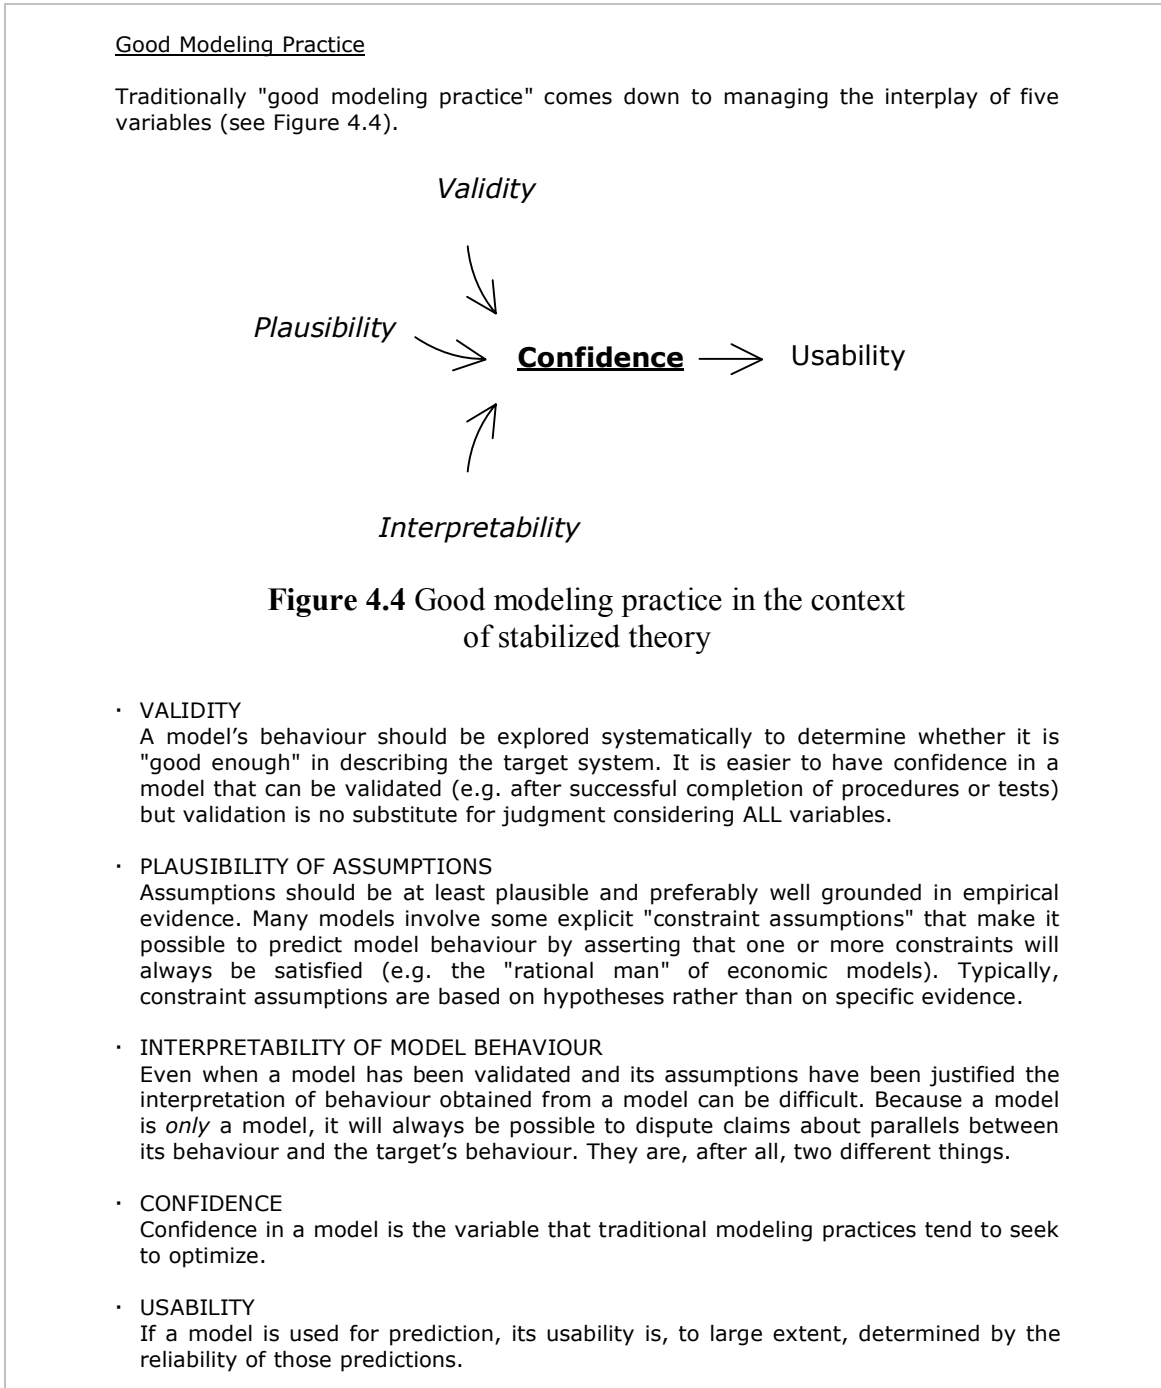 Good Modeling Practice
Traditionally "good modeling practice" comes down to managing the interplay of five
variables (see Figure 4.4).
Validity
Plausibility
Confidence
Usability
Interpretability
Figure 4.4 Good modeling practice in the context
of stabilized theory
· VALIDITY
A model's behaviour should be explored systematically to determine whether it is
"good enough" in describing the target system. It is easier to have confidence in a
model that can be validated (e.g. after successful completion of procedures or tests)
but validation is no substitute for judgment considering ALL variables.
· PLAUSIBILITY OF ASSUMPTIONS
Assumptions should be at least plausible and preferably well grounded in empirical
evidence. Many models involve some explicit "constraint assumptions" that make it
possible to predict model behaviour by asserting that one or more constraints will
always be satisfied (e.g. the "rational man" of economic models). Typically,
constraint assumptions are based on hypotheses rather than on specific evidence.
· INTERPRETABILITY OF MODEL BEHAVIOUR
Even when a model has been validated and its assumptions have been justified the
interpretation of behaviour obtained from a model can be difficult. Because a model
is only a model, it will always be possible to dispute claims about parallels between
its behaviour and the target's behaviour. They are, after all, two different things.
· CONFIDENCE
Confidence in a model is the variable that traditional modeling practices tend to seek
to optimize.
· USABILITY
If a model is used for prediction, its usability is, to large extent, determined by the
reliability of those predictions.